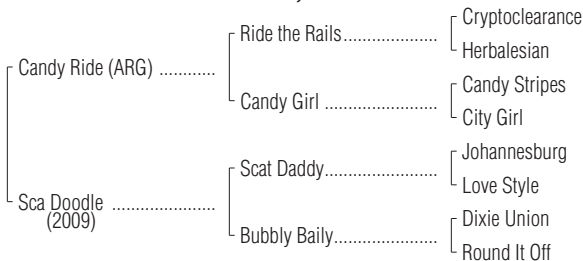 Cryptoclearance
Ride the Rails....................
Herbalesian
Candy Ride (ARG) ............
Candy Stripes
Candy Girl ........................
City Girl
Johannesburg
Scat Daddy........................
Love Style
Sca Doodle ......................
(2009)
Dixie Union
Bubbly Baily......................
Round It Off